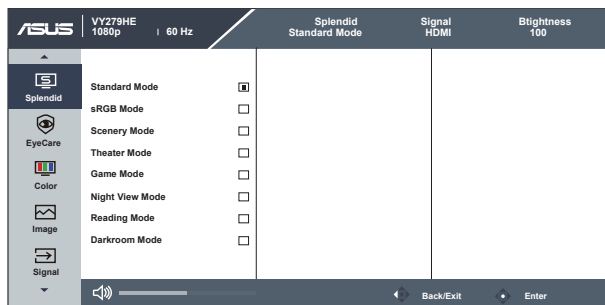 ASUS
VY279HE
1080p | 60 Hz
Splendid
Standard Mode
Signal
HDMI
Btightness
100
S
Splendid
EyeCare
Color
Image
Signal
Standard Mode
sRGB Mode
Scenery Mode
Theater Mode
Game Mode
Night View Mode
Reading Mode
Darkroom Mode
Back/Exit
Enter